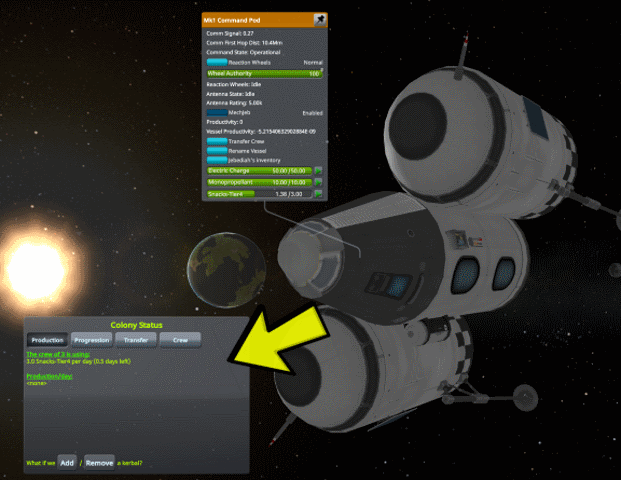 Mk1 Command Pod
Comm Signal: 0.27
Comm First Hop Dist: 10.4Mm
Command State: Operational
Reaction Wheels Normal
Wheel Authority 100
Reaction Wheels: Idle
Antenna State: Idle
Antenna Rating: 5.00k
MechJeb Enabled
Productivity: 0
Vessel Productivity: -5.21540632902884E-09
Transfer Crew
Rename Vessel
Jebediah's Inventory
Electric Charge 50.00 / 50.00
Monopropellant 10.00 / 10.00
Snacks-Tier4 1.38 / 3.00
Colony Status
Production Progression Transfer Crew
The crew of 3 is using:
3.0 Snacks-Tier4 per day (0.5 days left)
Production/day:
<none>
What if we Add / Remove a kerbal?